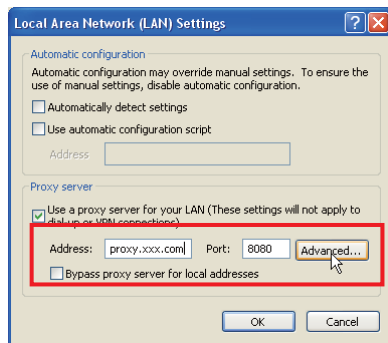 Local Area Network (LAN) Settings
Automatic configuration
Automatic configuration may override manual settings. To ensure the
use of manual settings, disable automatic configuration.
Automatically detect settings
Use automatic configuration script
Address
Proxy server
Use a proxy server for your LAN (These settings will not apply to
dial-up or VPN connections)
Address: proxy.xxx.com Port: 8080 Advanced...
Bypass proxy server for local addresses
OK Cancel